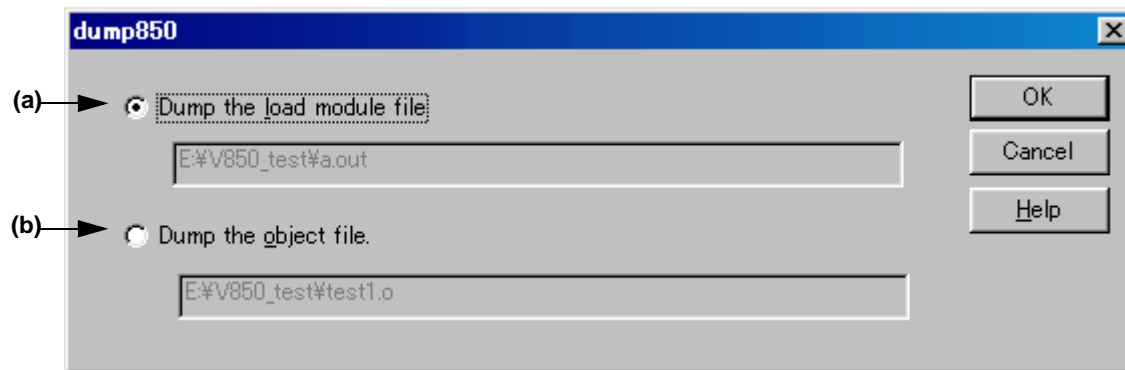 dump850
(a)
Dump the load module file
OK
E:¥V850_test¥a.out
Cancel
Help
(b)
Dump the object file.
E:¥V850_test¥test1.o